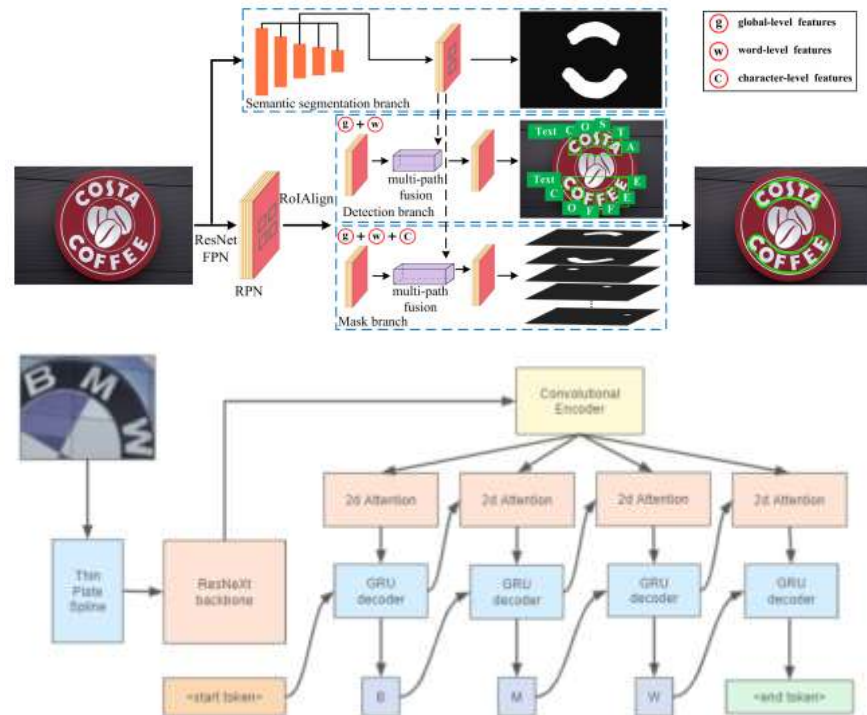 g global-level features
w word-level features
C character-level features
Semantic segmentation branch
g + w
multi-path
fusion
Detection branch
Text C O S T A
Text C O F F E E
COSTA
COFFEE
RoIAlign
ResNet
FPN
RPN
g + w + C
multi-path
fusion
Mask branch
COSTA
COFFEE
COSTA
COFFEE
B M W
Convolutional
Encoder
2d Attention
2d Attention
2d Attention
2d Attention
Thin
Plate
Spline
ResNeXt
backbone
GRU
decoder
GRU
decoder
GRU
decoder
GRU
decoder
<start token>
B
M
W
<end token>